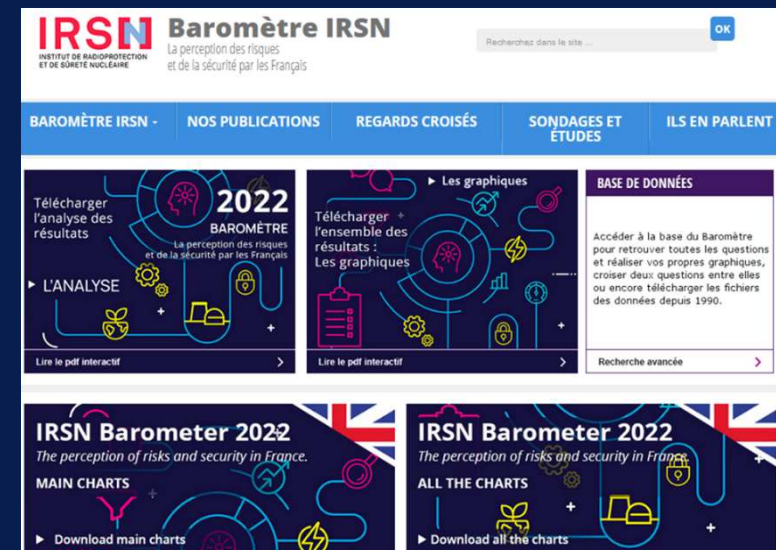 IRSN
INSTITUT DE RADIOPROTECTION
ET DE SÛRETÉ NUCLÉAIRE
Baromètre IRSN
La perception des risques
et de la sécurité par les Français
Recherchez dans le site ...
OK
BAROMÈTRE IRSN -
NOS PUBLICATIONS
REGARDS CROISÉS
SONDAGES ET
ÉTUDES
ILS EN PARLENT
Télécharger
l'analyse des
résultats
2022
BAROMÈTRE
La perception des risques
et de la sécurité par les Français
► L'ANALYSE
Lire le pdf interactif
► Les graphiques
Télécharger
l'ensemble des
résultats :
Les graphiques
Lire le pdf interactif
BASE DE DONNÉES
Accéder à la base du Baromètre
pour retrouver toutes les questions
et réaliser vos propres graphiques,
croiser deux questions entre elles
ou encore télécharger les fichiers
des données depuis 1990.
Recherche avancée
IRSN Barometer 2022
The perception of risks and security in France.
MAIN CHARTS
► Download main charts
IRSN Barometer 2022
The perception of risks and security in France.
ALL THE CHARTS
► Download all the charts